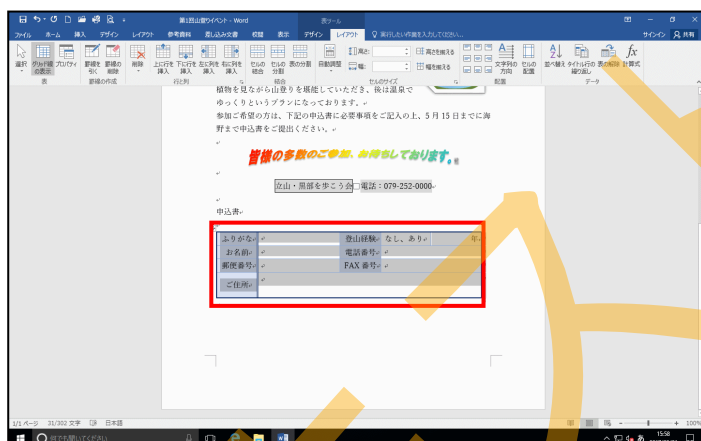 第1回山登りイベント - Word
表ツール
ファイル ホーム 挿入 デザイン レイアウト 参考資料 差し込み文書 校閲 表示 デザイン レイアウト 実行したい作業を入力してください... サインイン 共有
選択 グリッド線の表示 プロパティ 罫線を引く 罫線の削除 削除 上に行を挿入 下に行を挿入 左に列を挿入 右に列を挿入 セルの結合 セルの分割 表の分割 自動調整 高さ: 幅: 高さを揃える 幅を揃える 文字列の方向 セルの配置 並べ替え タイトル行の繰り返し 表の解除 計算式
表 罫線の作成 行と列 結合 セルのサイズ 配置 データ
植物を見ながら山登りを堪能していただき、後は温泉で
ゆっくりというプランになっております。
参加ご希望の方は、下記の申込書に必要事項をご記入の上、5月15日までに海
野まで申込書をご提出ください。
皆様の多数のご参加、お待ちしております。
立山・黒部を歩こう会 電話:079-252-0000
申込書
ふりがな 登山経験 なし、あり 年
お名前 電話番号
郵便番号 FAX 番号
ご住所
1/1 ページ 31/302 文字 日本語 100%
何でも聞いてください
あ 15:58